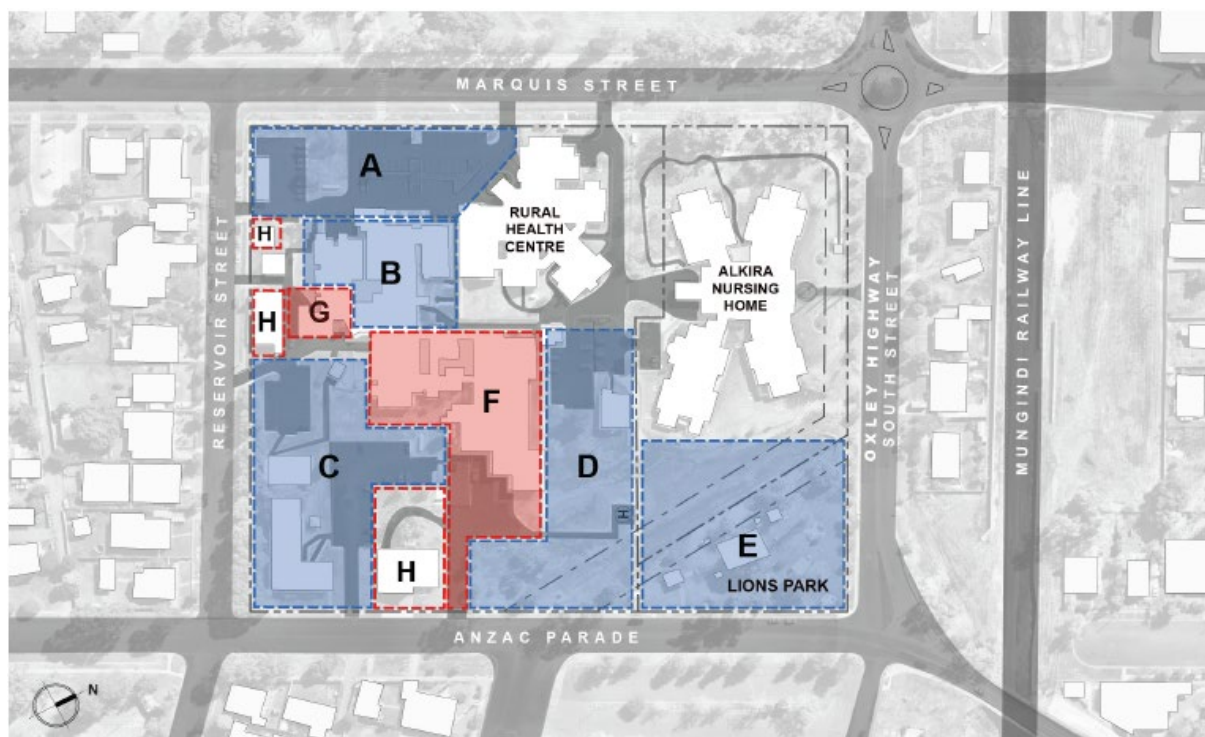 MARQUIS STREET
A
RURAL
HEALTH
CENTRE
H
B
ALKIRA
NURSING
HOME
H
G
F
RESERVOIR STREET
OXLEY HIGHWAY
SOUTH STREET
MUNGINDI RAILWAY LINE
C
D
H
E
H
LIONS PARK
ANZAC PARADE
N